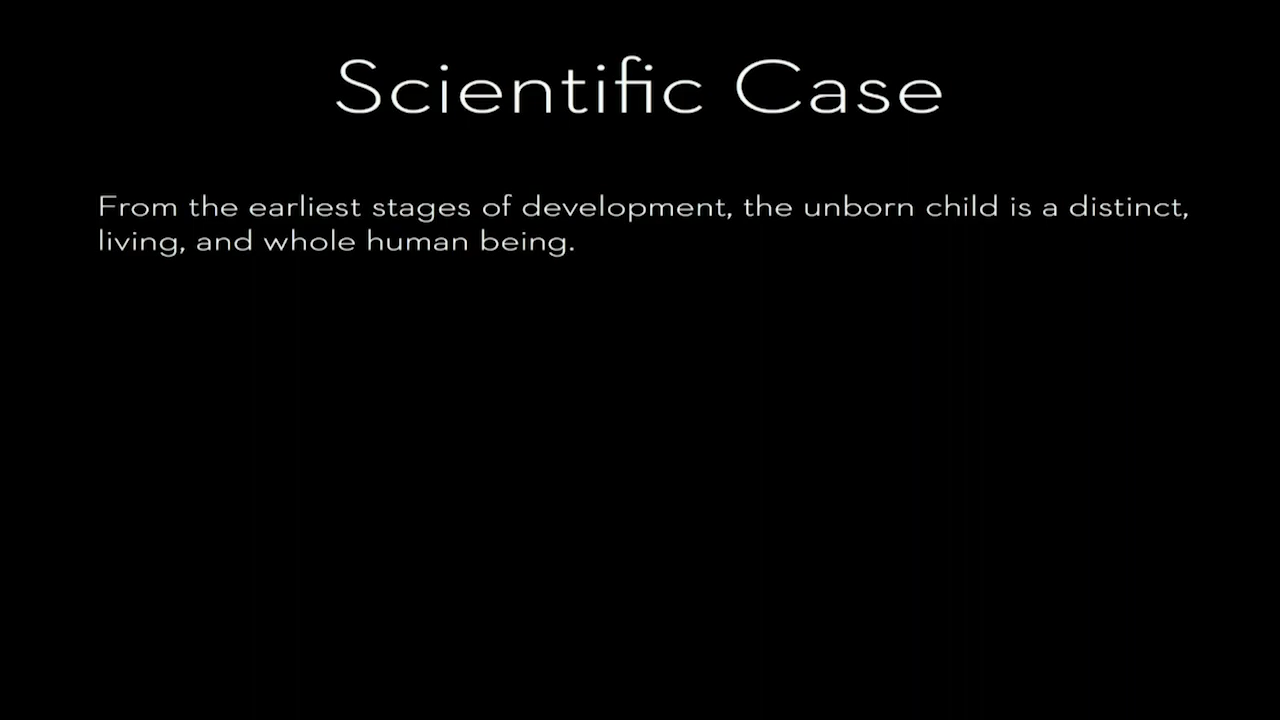 Scientific Case
From the earliest stages of development, the unborn child is a distinct,
living, and whole human being.